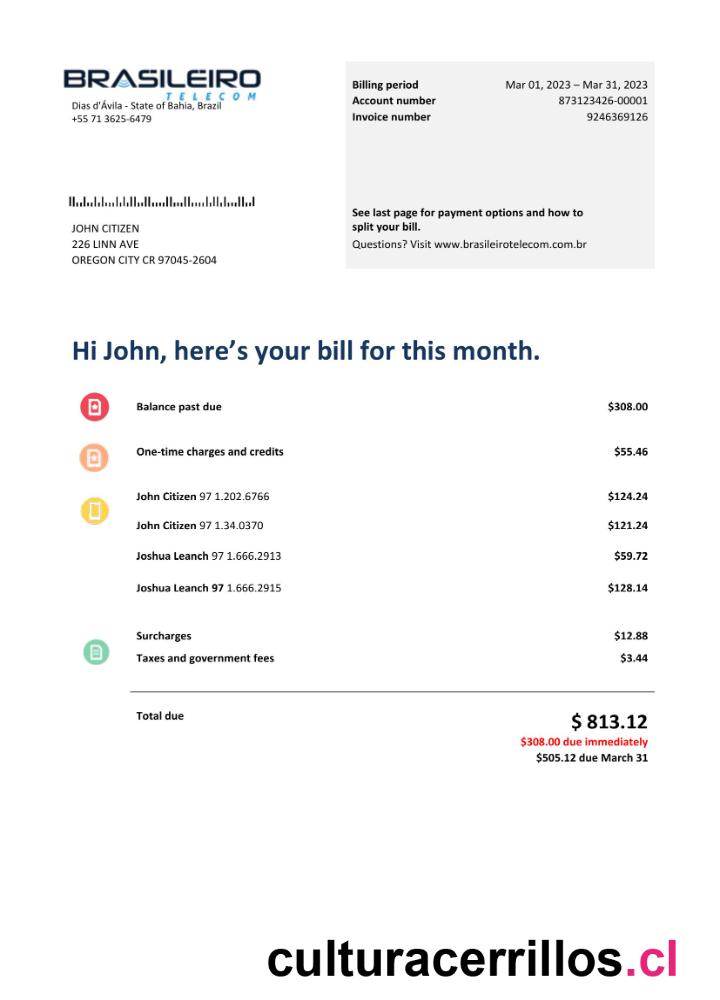 BRASILEIRO
TELECOM
Dias d'Ávila - State of Bahia, Brazil
+55 71 3625-6479
Billing period Mar 01, 2023 – Mar 31, 2023
Account number 873123426-00001
Invoice number 9246369126
See last page for payment options and how to
split your bill.
Questions? Visit www.brasileirotelecom.com.br
JOHN CITIZEN
226 LINN AVE
OREGON CITY CR 97045-2604
Hi John, here's your bill for this month.
Balance past due $308.00
One-time charges and credits $55.46
John Citizen 97 1.202.6766 $124.24
John Citizen 97 1.34.0370 $121.24
Joshua Leanch 97 1.666.2913 $59.72
Joshua Leanch 97 1.666.2915 $128.14
Surcharges $12.88
Taxes and government fees $3.44
Total due $ 813.12
$308.00 due immediately
$505.12 due March 31
culturacerrillos.cl